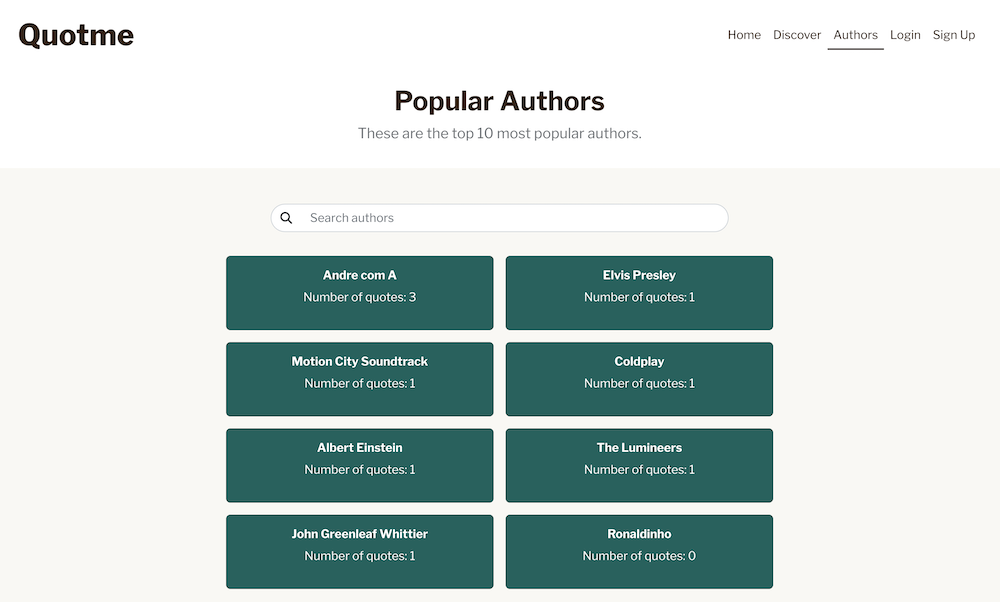 Quotme
Home Discover Authors Login Sign Up
Popular Authors
These are the top 10 most popular authors.
Search authors
Andre com A
Number of quotes: 3
Elvis Presley
Number of quotes: 1
Motion City Soundtrack
Number of quotes: 1
Coldplay
Number of quotes: 1
Albert Einstein
Number of quotes: 1
The Lumineers
Number of quotes: 1
John Greenleaf Whittier
Number of quotes: 1
Ronaldinho
Number of quotes: 0